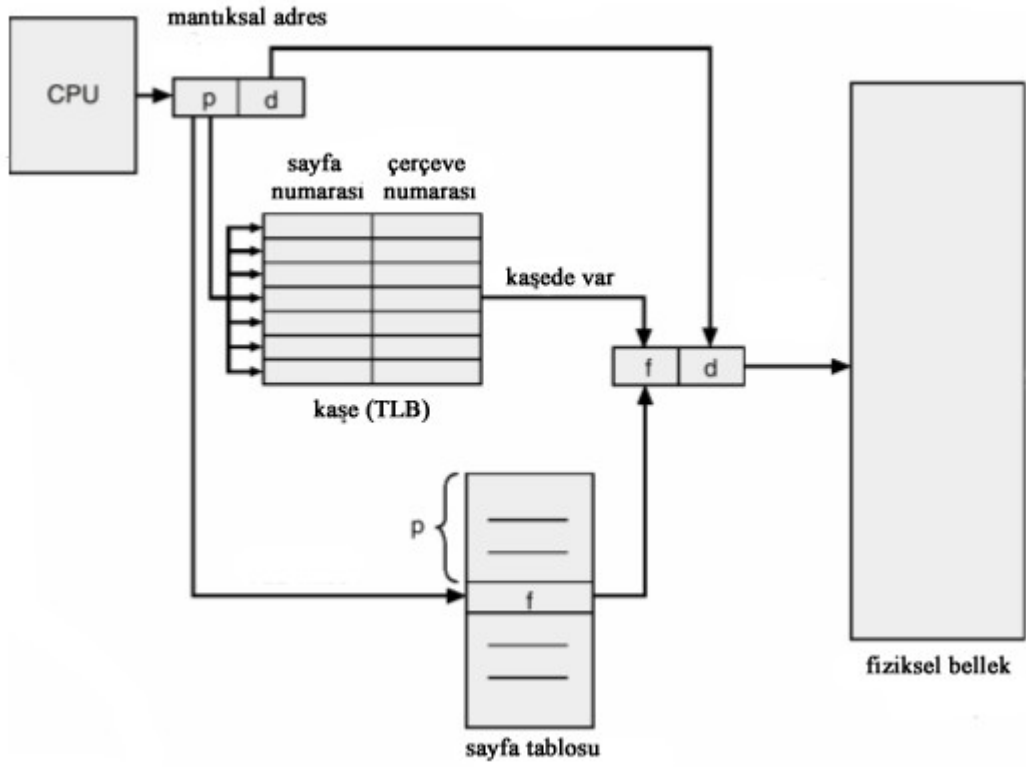 mantıksal adres
CPU
p
d
sayfa numarası
çerçeve numarası
kaşede var
f
d
kaşe (TLB)
p
f
fiziksel bellek
sayfa tablosu